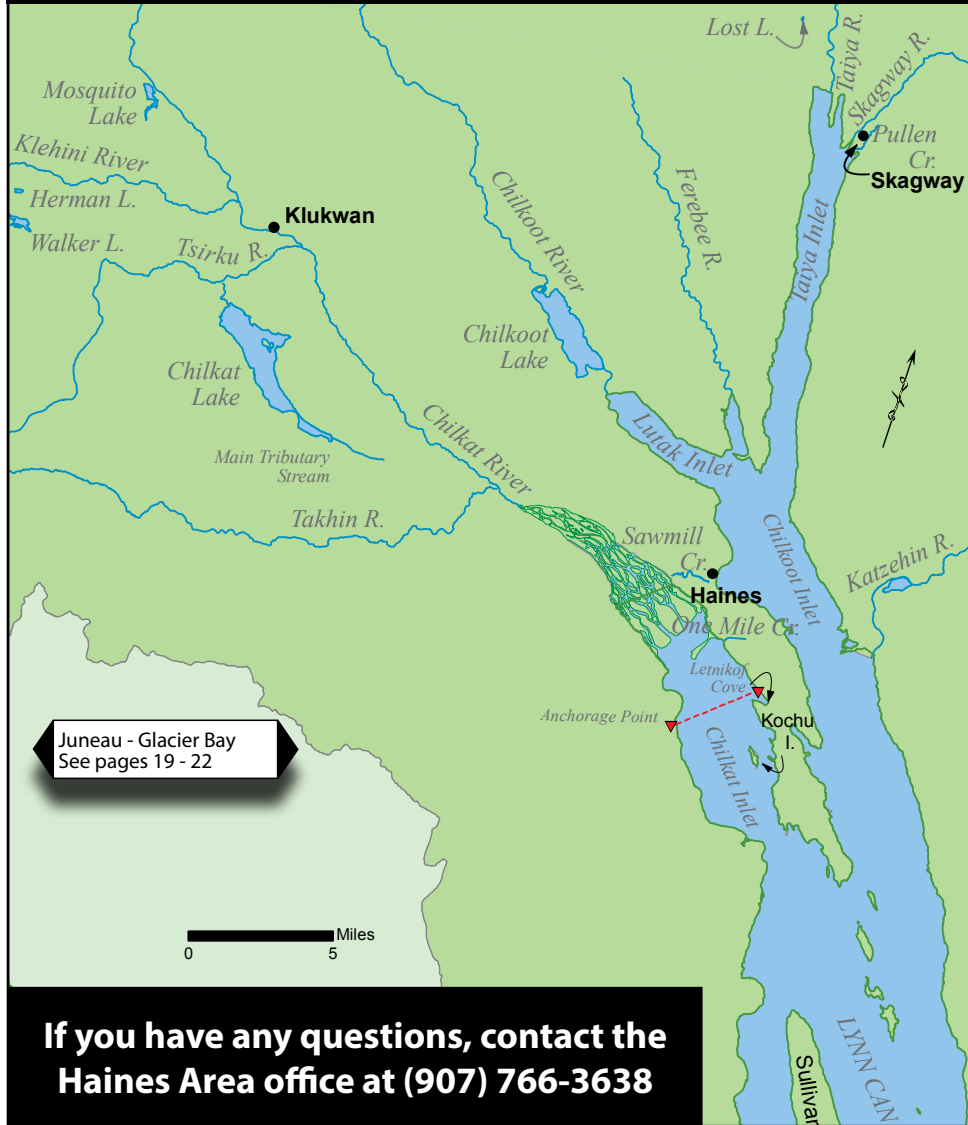 Lost L.
Taiya R.
Skagway R.
Mosquito
Lake
Pullen
Cr.
Skagway
Klehini River
Herman L.
Klukwan
Walker L.
Tsirku R.
Chilkoot River
Ferebee R.
Taiya Inlet
Chilkoot
Lake
Chilkat
Lake
Chilkat River
Lutak Inlet
Main Tributary
Stream
Takhin R.
Sawmill
Cr.
Chilkoot Inlet
Katzehin R.
Haines
One Mile Cr.
Letnikof
Cove
Anchorage Point
Kochu
I.
Chilkat Inlet
Juneau - Glacier Bay
See pages 19 - 22
Miles
0 5
LYNN CAN
Sullivan
If you have any questions, contact the
Haines Area office at (907) 766-3638